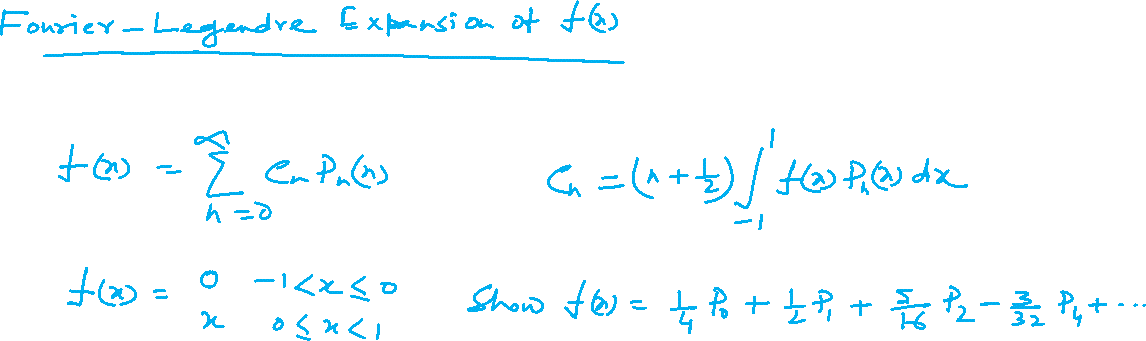 Fourier-Legendre Expansion of f(x)
f(x) = ∑_{n=0}^{∞} C_n P_n(x)    C_n = (n + 1/2) ∫_{-1}^{1} f(x) P_n(x) dx
f(x) = 0   -1 < x ≤ 0
x   0 ≤ x < 1    Show f(x) = 1/4 P_0 + 1/2 P_1 + 5/16 P_2 - 3/32 P_4 + ...